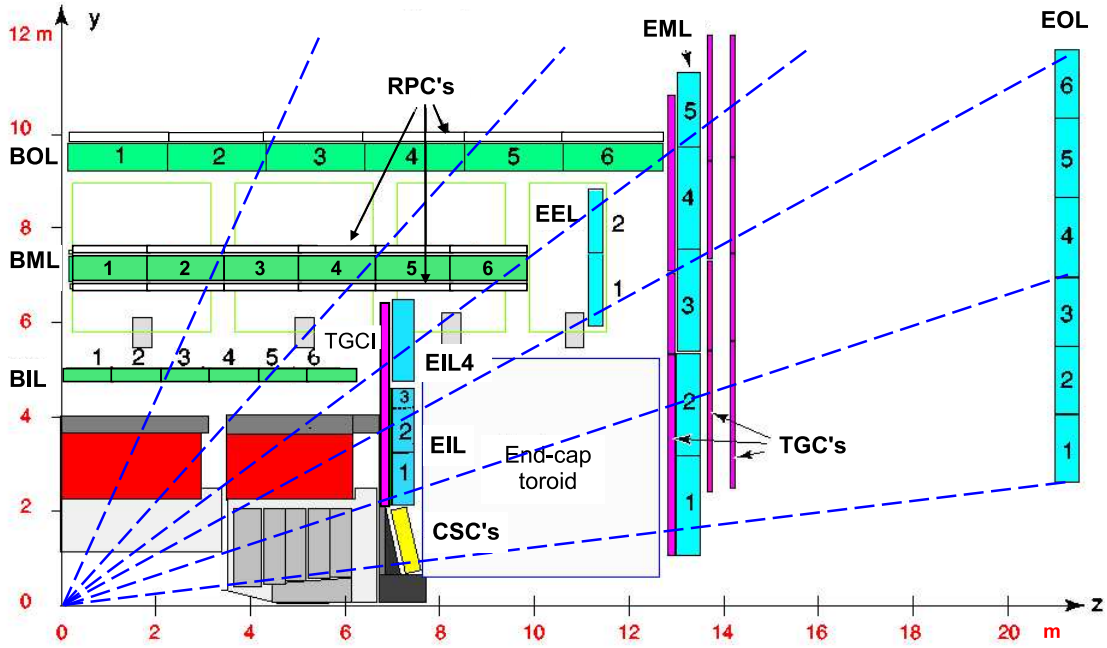 y
12 m
EML
EOL
RPC's
6
5
10
BOL
1 2 3 4 5 6
5
4
8
EEL
2
4
BML
1 2 3 4 5 6
1
3
3
6
TGCI
EIL4
2
1 2 3 4 5 6
BIL
4
3
2
EIL
2
1
End-cap
toroid
TGC's
1
2
CSC's
1
0
z
0 2 4 6 8 10 12 14 16 18 20 m